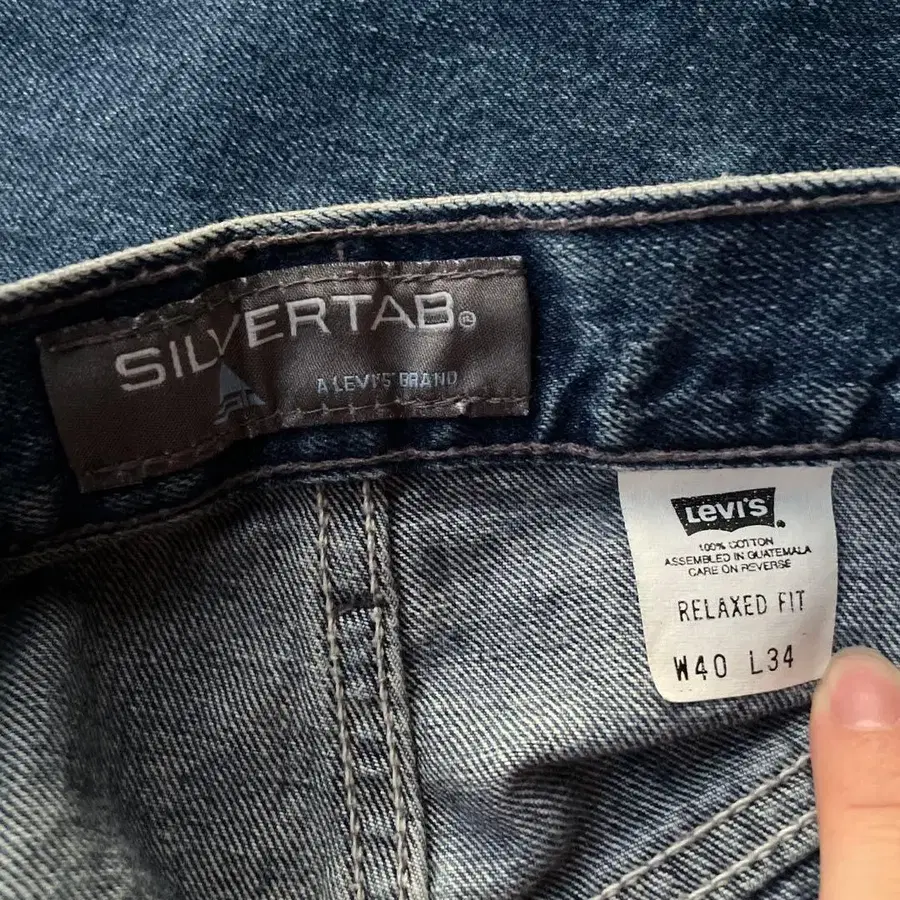 SILVERTAB®
A LEVI'S BRAND
Levi's®
100% COTTON
ASSEMBLED IN GUATEMALA
CARE ON REVERSE
RELAXED FIT
W40 L34